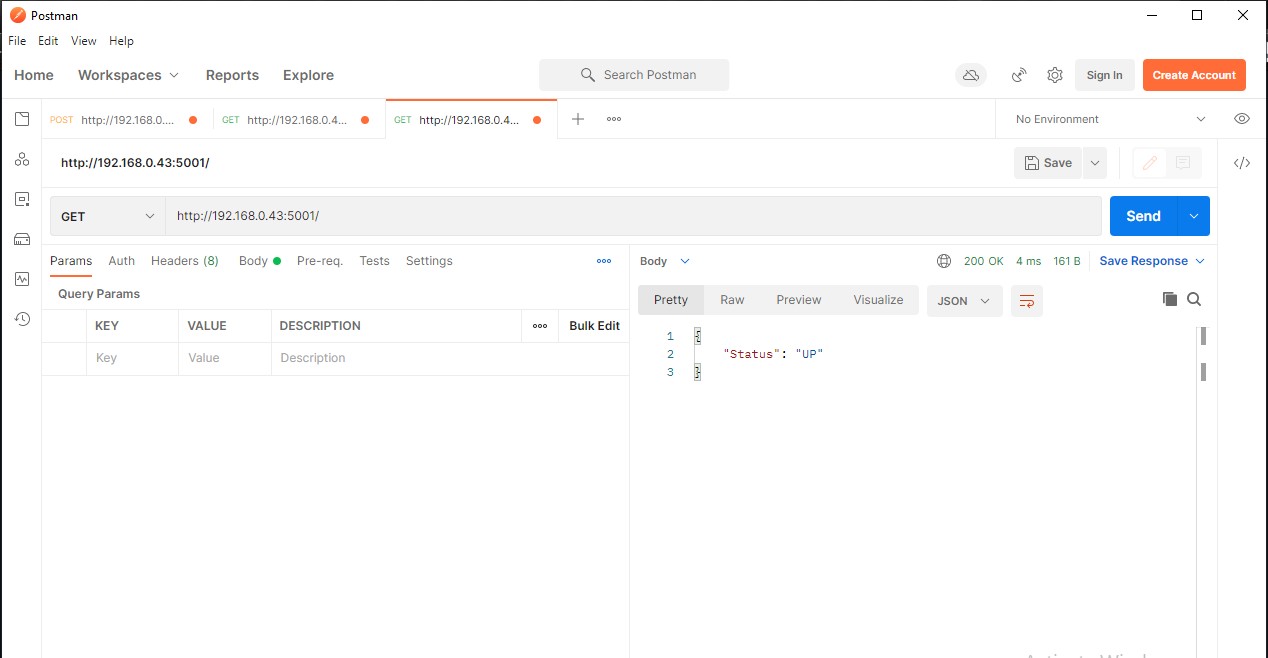 Postman
File Edit View Help
Home Workspaces Reports Explore Search Postman Sign In Create Account
POST http://192.168.0.... GET http://192.168.0.4... GET http://192.168.0.4... No Environment
http://192.168.0.43:5001/ Save
GET http://192.168.0.43:5001/ Send
Params Auth Headers (8) Body Pre-req. Tests Settings
Body 200 OK 4 ms 161 B Save Response
Query Params
Pretty Raw Preview Visualize JSON
KEY VALUE DESCRIPTION Bulk Edit
Key Value Description
1 {
2 "Status": "UP"
3 }